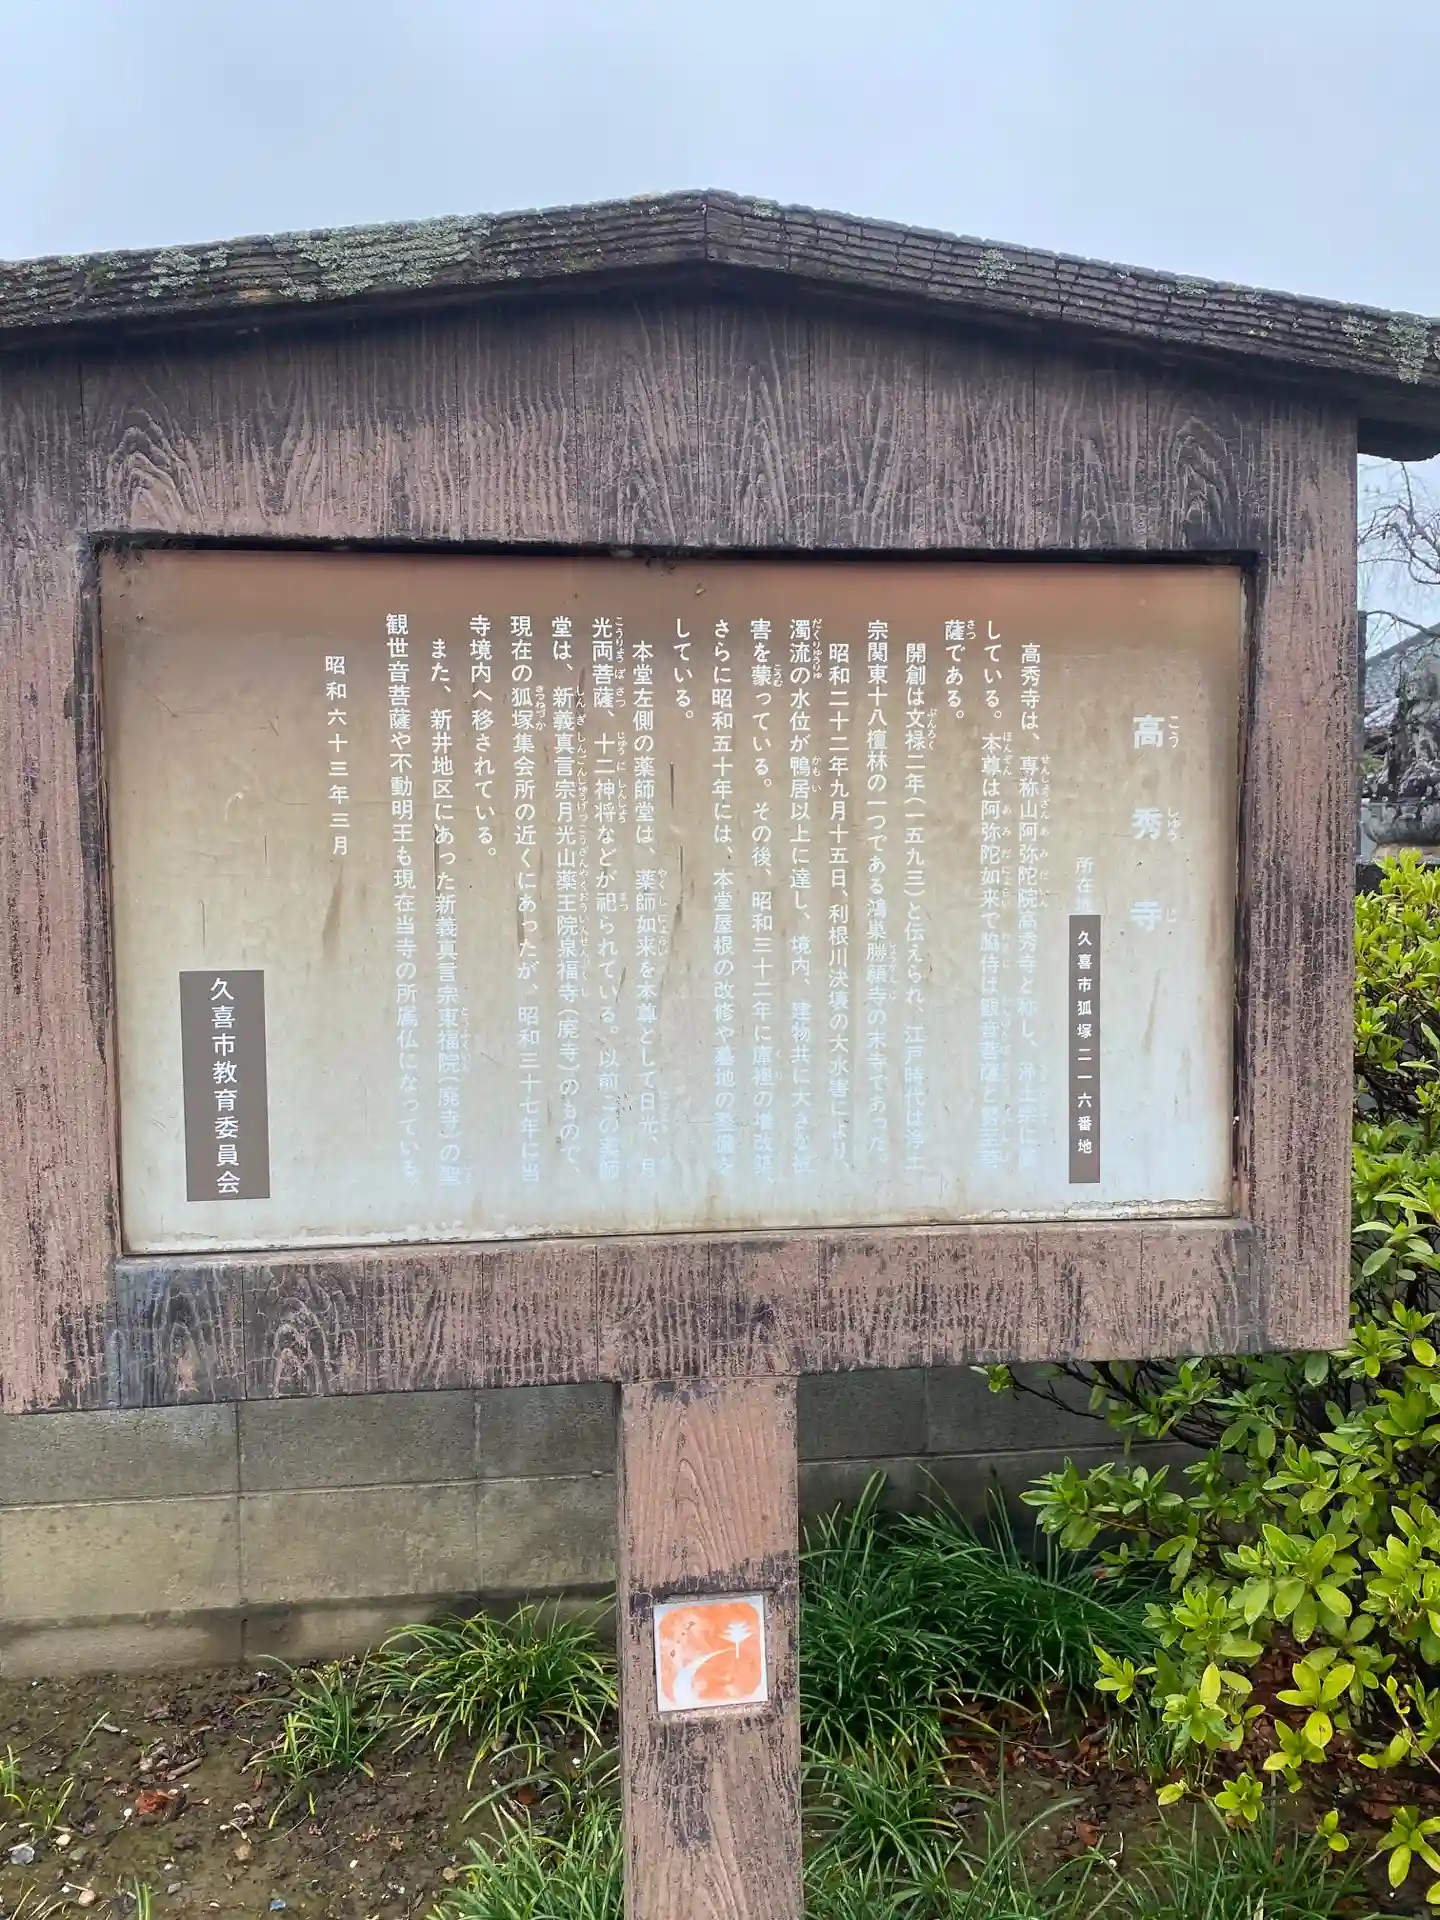 高秀寺
こうしゅうじ
所在地 久喜市狐塚二一六番地
高秀寺は、専称山阿弥陀院高秀寺と称し、浄土宗に属
している。本尊は阿弥陀如来で脇侍は観音菩薩と勢至菩
薩である。
開創は文禄二年(一五九三)と伝えられ、江戸時代は浄土
宗関東十八檀林の一つである鴻巣勝願寺の末寺であった。
昭和二十二年九月十五日、利根川決壊の大水害により、
濁流の水位が鴨居以上に達し、境内、建物共に大きな被
害を蒙っている。その後、昭和三十二年に庫裡の増改築、
さらに昭和五十年には、本堂屋根の改修や墓地の整備を
している。
本堂左側の薬師堂は、薬師如来を本尊として日光、月
光両菩薩、十二神将などが祀られている。以前この薬師
堂は、新義真言宗月光山薬王院泉福寺(廃寺)のもので、
現在の狐塚集会所の近くにあったが、昭和三十七年に当
寺境内へ移されている。
また、新井地区にあった新義真言宗東福院(廃寺)の聖
観世音菩薩や不動明王も現在当寺の所属仏になっている。
昭和六十三年三月
久喜市教育委員会